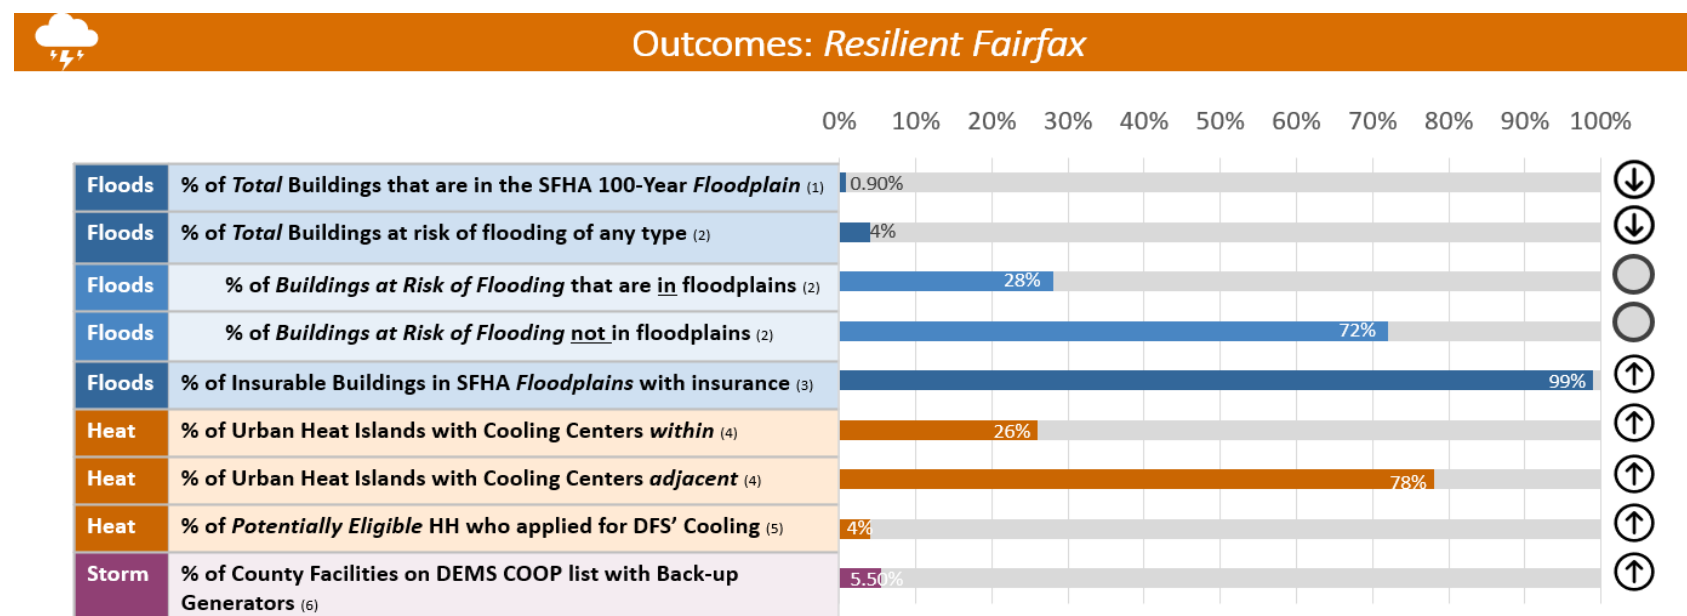 Outcomes: Resilient Fairfax
0% 10% 20% 30% 40% 50% 60% 70% 80% 90% 100%
Floods % of Total Buildings that are in the SFHA 100-Year Floodplain (1) 0.90%
Floods % of Total Buildings at risk of flooding of any type (2) 4%
Floods % of Buildings at Risk of Flooding that are in floodplains (2) 28%
Floods % of Buildings at Risk of Flooding not in floodplains (2) 72%
Floods % of Insurable Buildings in SFHA Floodplains with insurance (3) 99%
Heat % of Urban Heat Islands with Cooling Centers within (4) 26%
Heat % of Urban Heat Islands with Cooling Centers adjacent (4) 78%
Heat % of Potentially Eligible HH who applied for DFS’ Cooling (5) 4%
Storm % of County Facilities on DEMS COOP list with Back-up 5.50%
Generators (6)